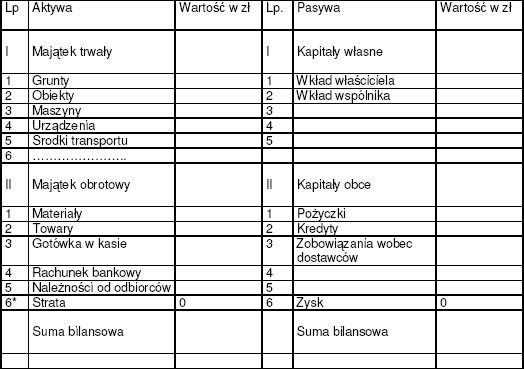 Lp Aktywa Wartość w zł Lp. Pasywa Wartość w zł
I Majątek trwały I Kapitały własne
1 Grunty 1 Wkład właściciela
2 Obiekty 2 Wkład wspólnika
3 Maszyny 3
4 Urządzenia 4
5 Środki transportu 5
6 …………………..
II Majątek obrotowy II Kapitały obce
1 Materiały 1 Pożyczki
2 Towary 2 Kredyty
3 Gotówka w kasie 3 Zobowiązania wobec
dostawców
4 Rachunek bankowy 4
5 Należności od odbiorców 5
6* Strata 0 6 Zysk 0
Suma bilansowa Suma bilansowa